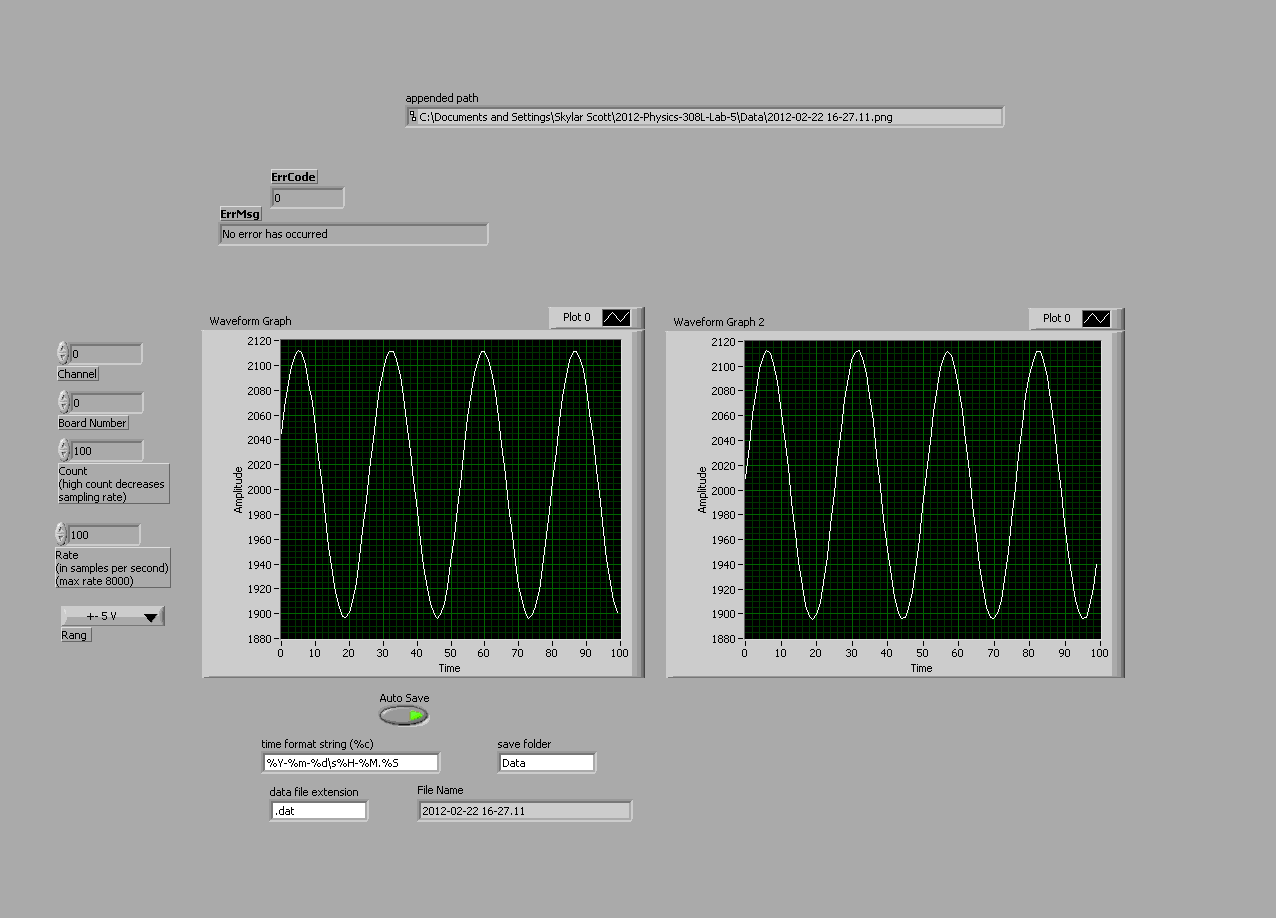 appended path
C:\Documents and Settings\Skylar Scott\2012-Physics-308L-Lab-5\Data\2012-02-22 16-27.11.png
ErrCode
0
ErrMsg
No error has occurred
0
Channel
0
Board Number
100
Count
(high count decreases
sampling rate)
100
Rate
(in samples per second)
(max rate 8000)
+- 5 V
Rang
Waveform Graph
Plot 0
2120
2100
2080
2060
2040
2020
2000
1980
1960
1940
1920
1900
1880
Amplitude
0 10 20 30 40 50 60 70 80 90 100
Time
Waveform Graph 2
Plot 0
2120
2100
2080
2060
2040
2020
2000
1980
1960
1940
1920
1900
1880
Amplitude
0 10 20 30 40 50 60 70 80 90 100
Time
Auto Save
time format string (%c)
%Y-%m-%d\s%H-%M.%S
save folder
Data
data file extension
.dat
File Name
2012-02-22 16-27.11